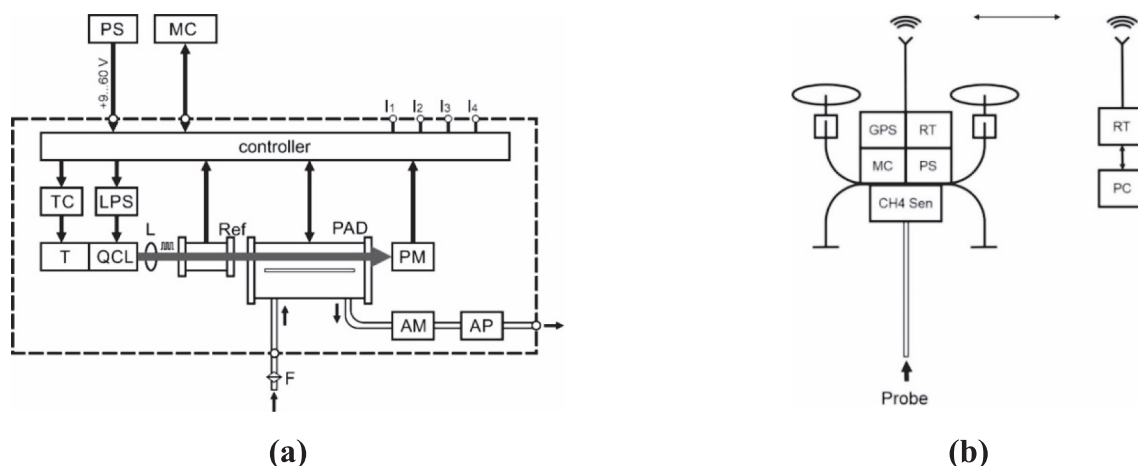 PS MC
+9...60 V
I1 I2 I3 I4
controller
TC LPS
L Ref PAD
T QCL PM
AM AP
F
(a)
GPS RT
MC PS
CH4 Sen
Probe
RT
PC
(b)